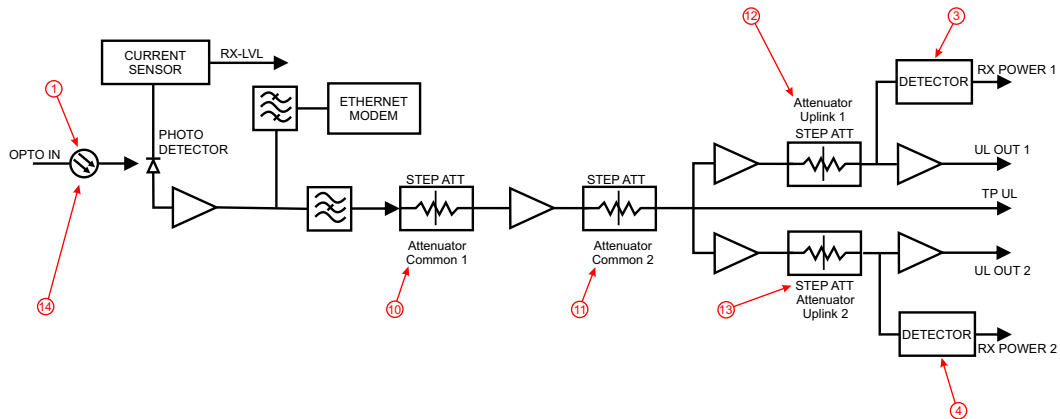 12
3
CURRENT
SENSOR
RX-LVL
DETECTOR
RX POWER 1
1
ETHERNET
MODEM
Attenuator
Uplink 1
STEP ATT
PHOTO
DETECTOR
OPTO IN
UL OUT 1
STEP ATT
STEP ATT
TP UL
Attenuator
Common 1
Attenuator
Common 2
UL OUT 2
STEP ATT
Attenuator
Uplink 2
14
10
11
13
DETECTOR
RX POWER 2
4